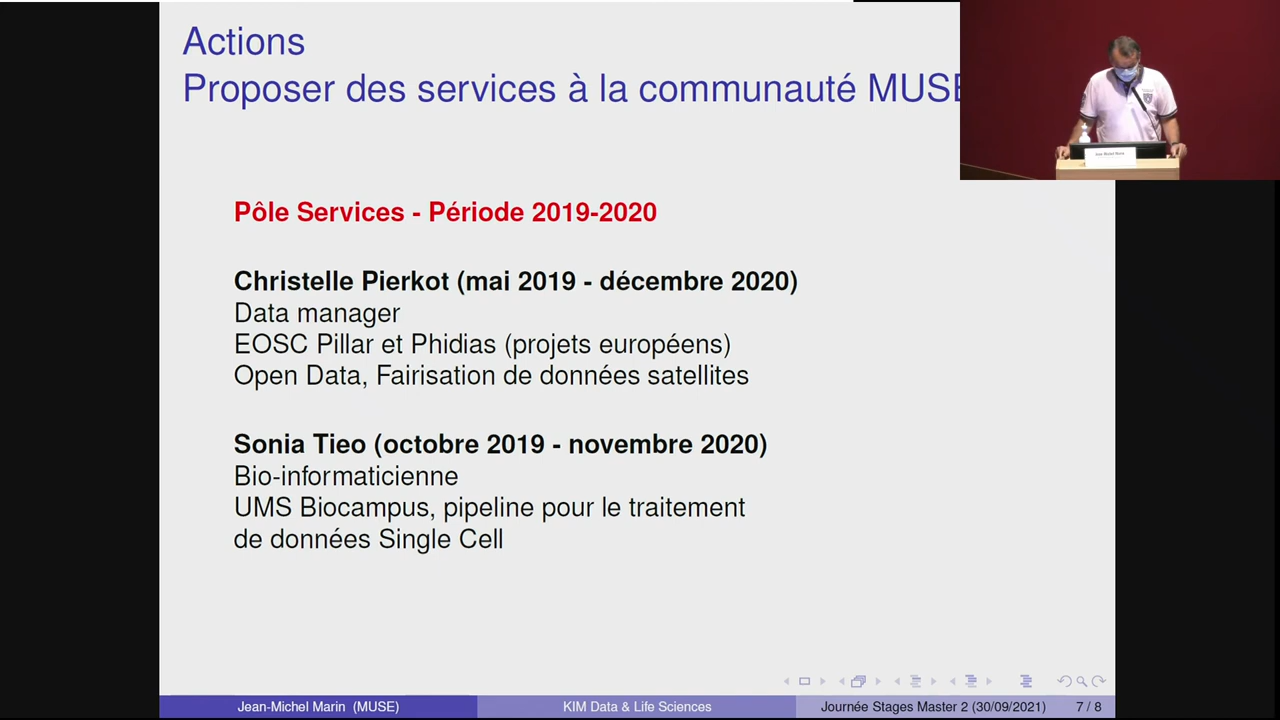 Actions
Proposer des services à la communauté MUSE
Pôle Services - Période 2019-2020
Christelle Pierkot (mai 2019 - décembre 2020)
Data manager
EOSC Pillar et Phidias (projets européens)
Open Data, Fairisation de données satellites
Sonia Tieo (octobre 2019 - novembre 2020)
Bio-informaticienne
UMS Biocampus, pipeline pour le traitement
de données Single Cell
Jean-Michel Marin (MUSE)
KIM Data & Life Sciences
Journée Stages Master 2 (30/09/2021)
7 / 8